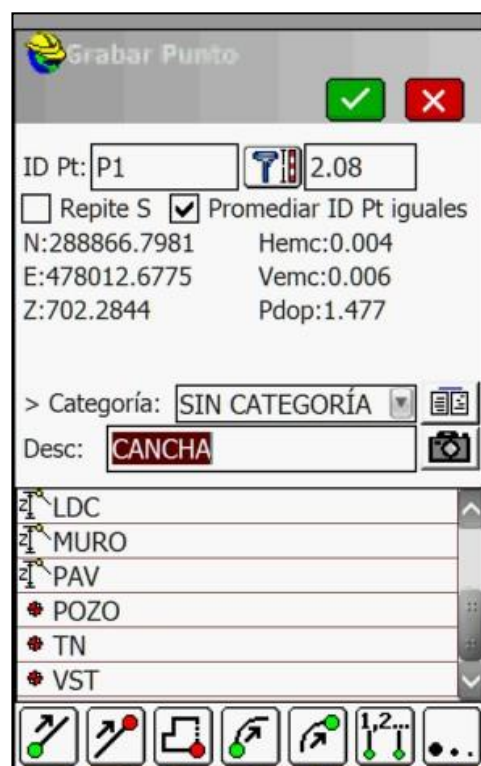 Grabar Punto
ID Pt: P1 2.08
Repite S Promediar ID Pt iguales
N:288866.7981 Hemc:0.004
E:478012.6775 Vemc:0.006
Z:702.2844 Pdop:1.477
> Categoría: SIN CATEGORÍA
Desc: CANCHA
Z LDC
Z MURO
Z PAV
POZO
TN
VST
1,2...